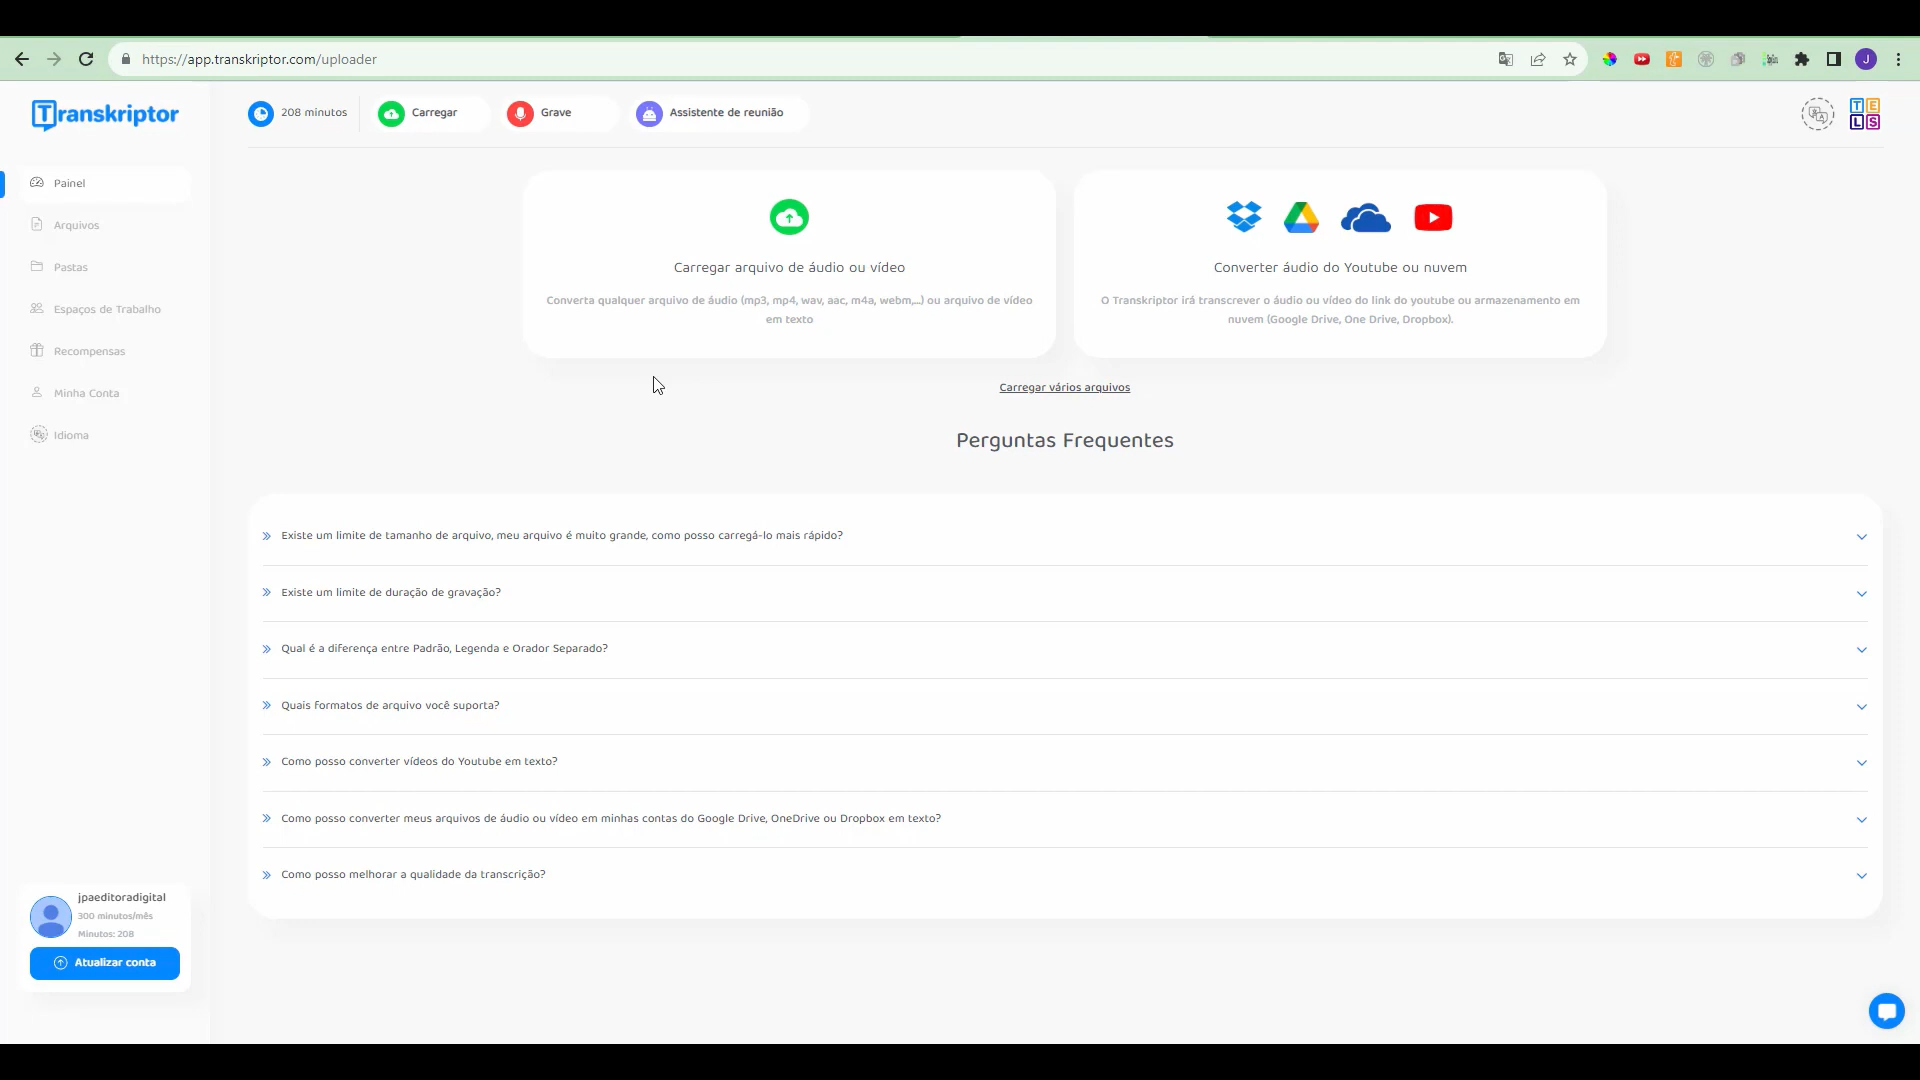 https://app.transkriptor.com/uploader
J
Transkriptor
208 minutos
Carregar
Grave
Assistente de reunião
T E
L S
Painel
Arquivos
Pastas
Espaços de Trabalho
Recompensas
Minha Conta
Idioma
Carregar arquivo de áudio ou vídeo
Converta qualquer arquivo de áudio (mp3, mp4, wav, aac, m4a, webm,...) ou arquivo de vídeo
em texto
Converter áudio do Youtube ou nuvem
O Transkriptor irá transcrever o áudio ou vídeo do link do youtube ou armazenamento em
nuvem (Google Drive, One Drive, Dropbox).
Carregar vários arquivos
Perguntas Frequentes
Existe um limite de tamanho de arquivo, meu arquivo é muito grande, como posso carregá-lo mais rápido?
Existe um limite de duração de gravação?
Qual é a diferença entre Padrão, Legenda e Orador Separado?
Quais formatos de arquivo você suporta?
Como posso converter vídeos do Youtube em texto?
Como posso converter meus arquivos de áudio ou vídeo em minhas contas do Google Drive, OneDrive ou Dropbox em texto?
Como posso melhorar a qualidade da transcrição?
jpaeditoradigital
300 minutos/mês
Minutos: 208
Atualizar conta